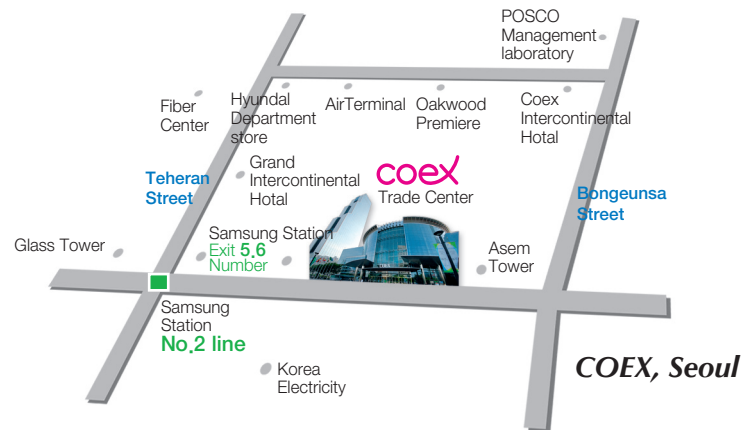 POSCO
Management
laboratory
Fiber
Center
Hyundal
Department
store
AirTerminal
Oakwood
Premiere
Coex
Intercontinental
Hotal
Teheran
Street
Grand
Intercontinental
Hotal
coex
Trade Center
Bongeunsa
Street
Glass Tower
Samsung Station
Exit 5,6
Number
Asem
Tower
Samsung
Station
No.2 line
Korea
Electricity
COEX, Seoul